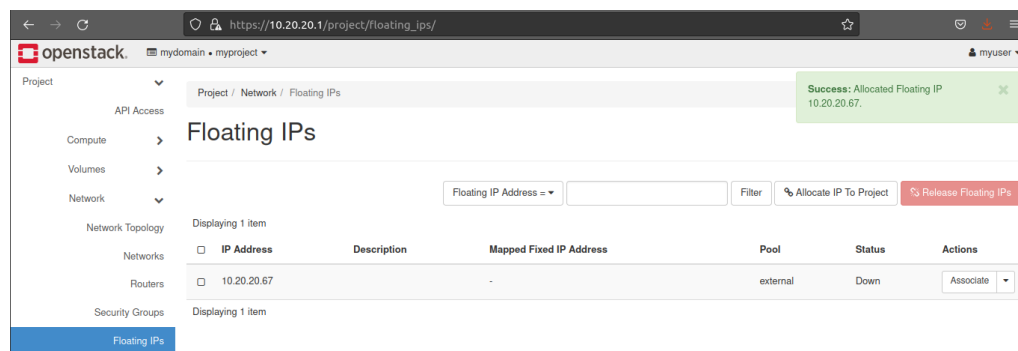 https://10.20.20.1/project/floating_ips/
openstack. mydomain • myproject myuser
Project
API Access
Compute
Volumes
Network
Network Topology
Networks
Routers
Security Groups
Floating IPs
Project / Network / Floating IPs
Success: Allocated Floating IP
10.20.20.67.
Floating IPs
Floating IP Address = Filter Allocate IP To Project Release Floating IPs
Displaying 1 item
IP Address Description Mapped Fixed IP Address Pool Status Actions
10.20.20.67 - external Down Associate
Displaying 1 item